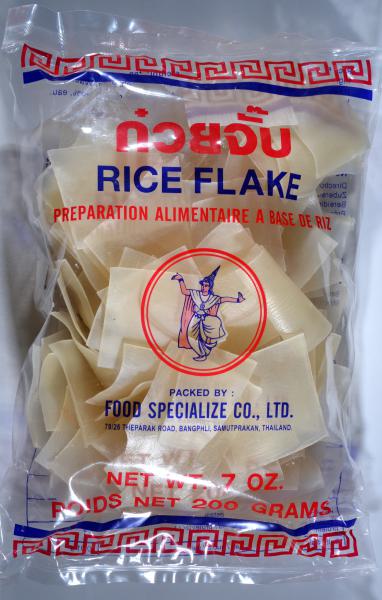 ก๋วยจั๊บ
RICE FLAKE
PREPARATION ALIMENTAIRE A BASE DE RIZ
PACKED BY :
FOOD SPECIALIZE CO., LTD.
79/26 THEPARAK ROAD, BANGPHLI, SAMUTPRAKAN, THAILAND.
NET WT. 7 OZ.
POIDS NET 200 GRAMS